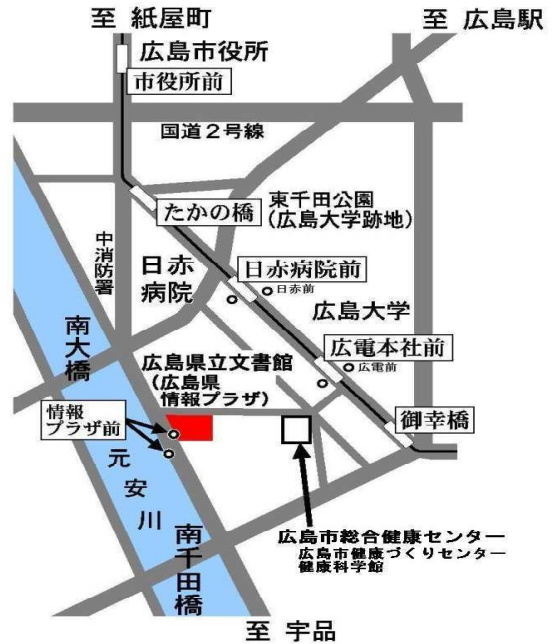 至 紙屋町
至 広島駅
広島市役所
市役所前
国道2号線
たかの橋
東千田公園
(広島大学跡地)
中消防署
日赤
病院
日赤病院前
日赤前
広島大学
南大橋
広島県立文書館
(広島県
情報プラザ)
広電本社前
広電前
情報
プラザ前
御幸橋
元安川
南千田橋
広島市総合健康センター
広島市健康づくりセンター
健康科学館
至 宇品